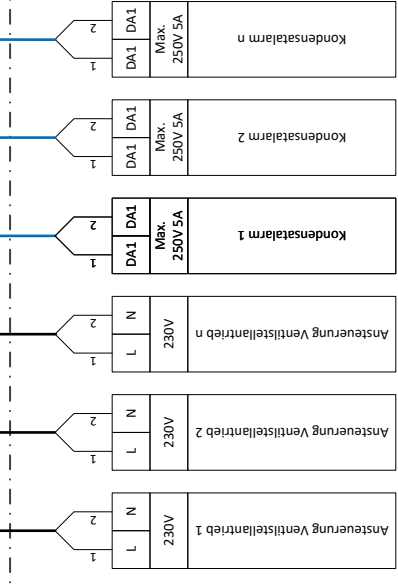 2
1
DA1
DA1
Max.
250V 5A
Kondensatalarm n
2
1
DA1
DA1
Max.
250V 5A
Kondensatalarm 2
2
1
DA1
DA1
Max.
250V 5A
Kondensatalarm 1
2
1
N
L
230V
Ansteuerung Ventilstellantrieb n
2
1
N
L
230V
Ansteuerung Ventilstellantrieb 2
2
1
N
L
230V
Ansteuerung Ventilstellantrieb 1